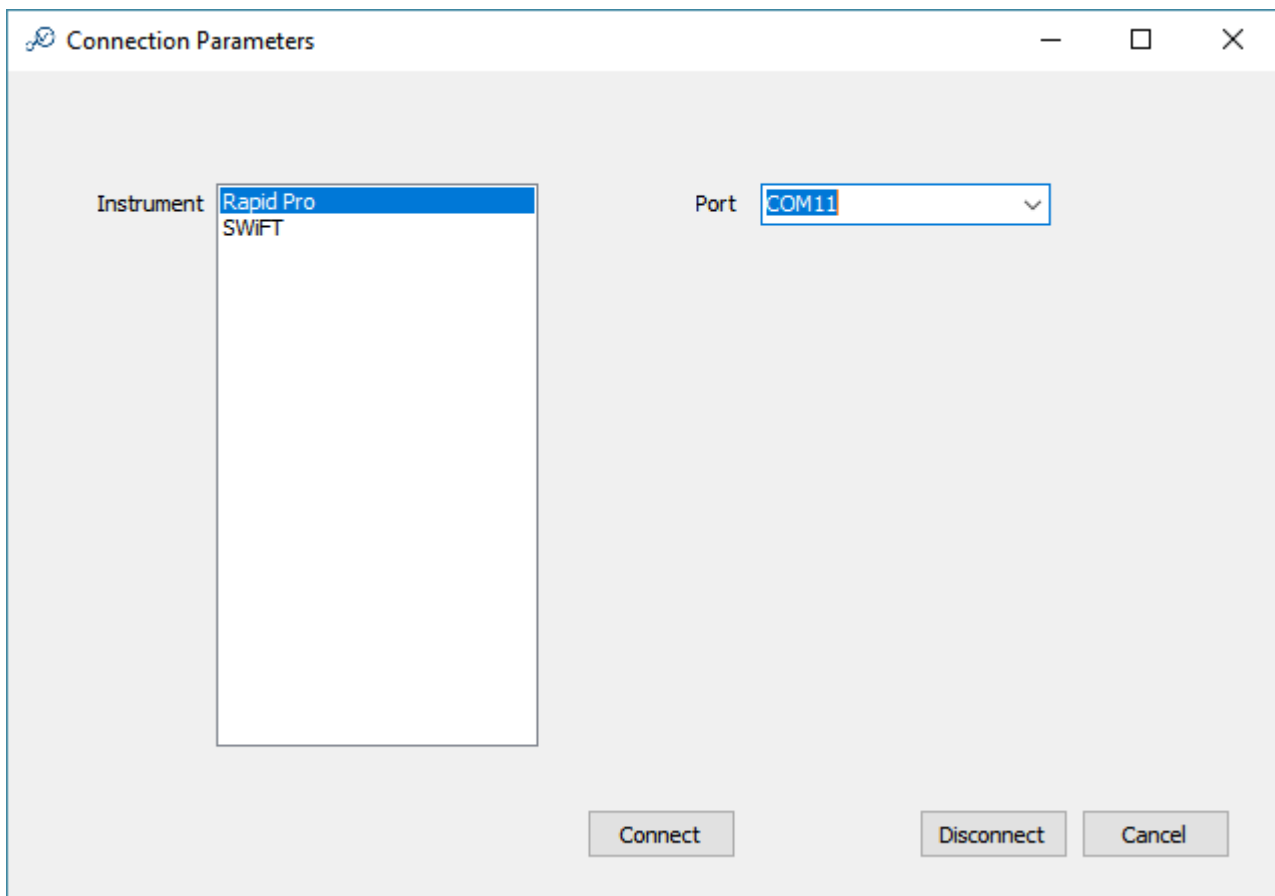 Connection Parameters
Instrument
Rapid Pro
SWiFT
Port
COM11
Connect
Disconnect
Cancel